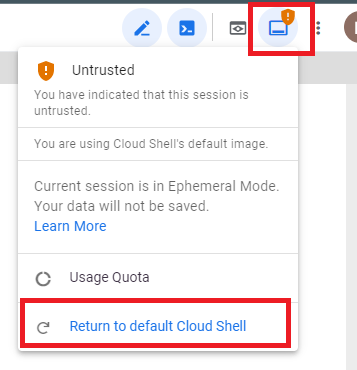 Untrusted
You have indicated that this session is
untrusted.
You are using Cloud Shell's default image.
Current session is in Ephemeral Mode.
Your data will not be saved.
Learn More
Usage Quota
Return to default Cloud Shell